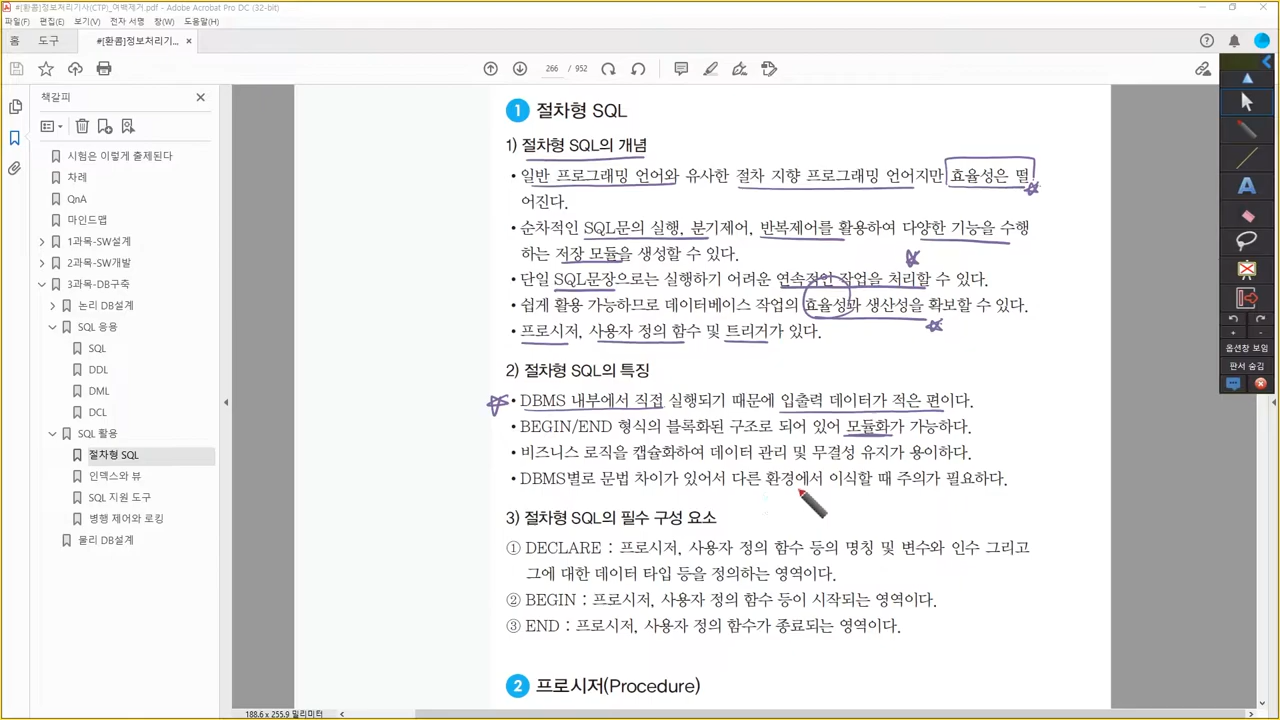 #[환콤]정보처리기사(CTP)_여백제거.pdf - Adobe Acrobat Pro DC (32-bit)
파일(F) 편집(E) 보기(V) 전자 서명 창(W) 도움말(H)
홈 도구 #[환콤]정보처리기... ×
266 / 952
책갈피
시험은 이렇게 출제된다
차례
QnA
마인드맵
1과목-SW설계
2과목-SW개발
3과목-DB구축
논리 DB설계
SQL 응용
SQL
DDL
DML
DCL
SQL 활용
절차형 SQL
인덱스와 뷰
SQL 지원 도구
병행 제어와 로킹
물리 DB설계
1 절차형 SQL
1) 절차형 SQL의 개념
• 일반 프로그래밍 언어와 유사한 절차 지향 프로그래밍 언어지만 효율성은 떨
어진다.
• 순차적인 SQL문의 실행, 분기제어, 반복제어를 활용하여 다양한 기능을 수행
하는 저장 모듈을 생성할 수 있다.
• 단일 SQL문장으로는 실행하기 어려운 연속적인 작업을 처리할 수 있다.
• 쉽게 활용 가능하므로 데이터베이스 작업의 효율성과 생산성을 확보할 수 있다.
• 프로시저, 사용자 정의 함수 및 트리거가 있다.
2) 절차형 SQL의 특징
• DBMS 내부에서 직접 실행되기 때문에 입출력 데이터가 적은 편이다.
• BEGIN/END 형식의 블록화된 구조로 되어 있어 모듈화가 가능하다.
• 비즈니스 로직을 캡슐화하여 데이터 관리 및 무결성 유지가 용이하다.
• DBMS별로 문법 차이가 있어서 다른 환경에서 이식할 때 주의가 필요하다.
3) 절차형 SQL의 필수 구성 요소
① DECLARE : 프로시저, 사용자 정의 함수 등의 명칭 및 변수와 인수 그리고
그에 대한 데이터 타입 등을 정의하는 영역이다.
② BEGIN : 프로시저, 사용자 정의 함수 등이 시작되는 영역이다.
③ END : 프로시저, 사용자 정의 함수가 종료되는 영역이다.
2 프로시저(Procedure)
188.6 x 255.9 밀리미터
옵션창 보임
판서 숨김